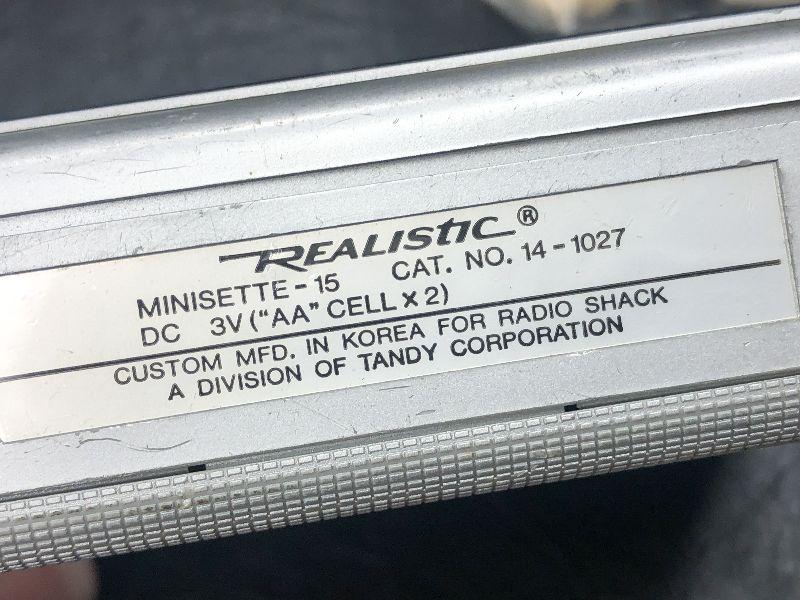 REALIStic®
MINISETTE-15 CAT. NO. 14-1027
DC 3V ("AA" CELL X 2)
CUSTOM MFD. IN KOREA FOR RADIO SHACK
A DIVISION OF TANDY CORPORATION